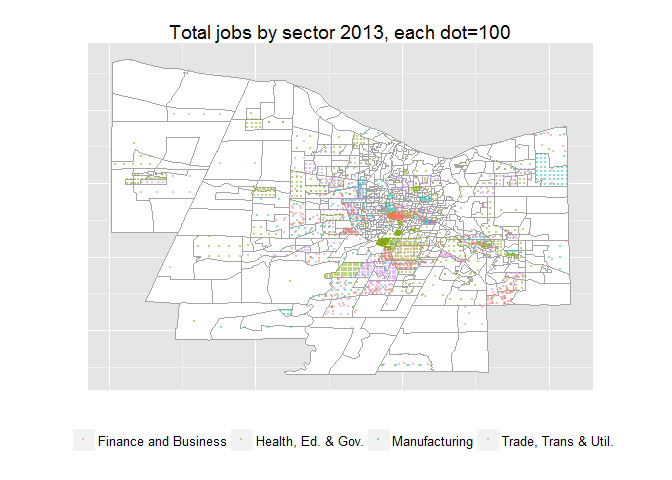 Total jobs by sector 2013, each dot=100
Finance and Business Health, Ed. & Gov. Manufacturing Trade, Trans & Util.